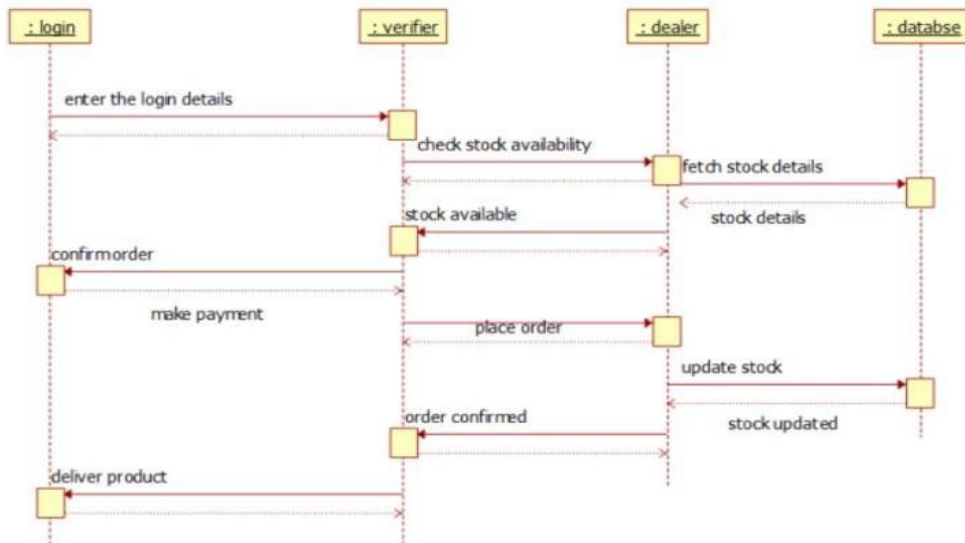 : login
: verifier
: dealer
: databse
enter the login details
check stock availability
fetch stock details
stock available
stock details
confirmorder
make payment
place order
update stock
order confirmed
stock updated
deliver product